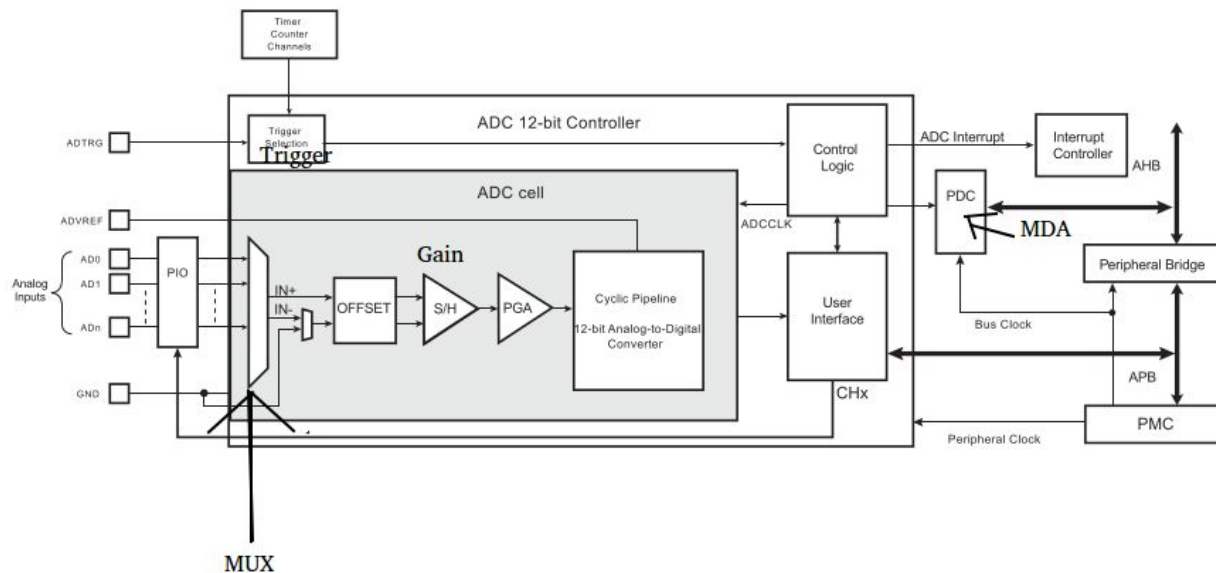 Timer
Counter
Channels
ADC 12-bit Controller
Trigger
Selection
Trigger
ADTRG
Control
Logic
ADC Interrupt
Interrupt
Controller
AHB
ADC cell
PDC
MDA
ADVREF
ADCCLK
Analog
Inputs
AD0
AD1
ADn
PIO
IN+
IN-
OFFSET
Gain
S/H
PGA
Cyclic Pipeline
12-bit Analog-to-Digital
Converter
User
Interface
Peripheral Bridge
Bus Clock
APB
GND
CHx
PMC
Peripheral Clock
MUX